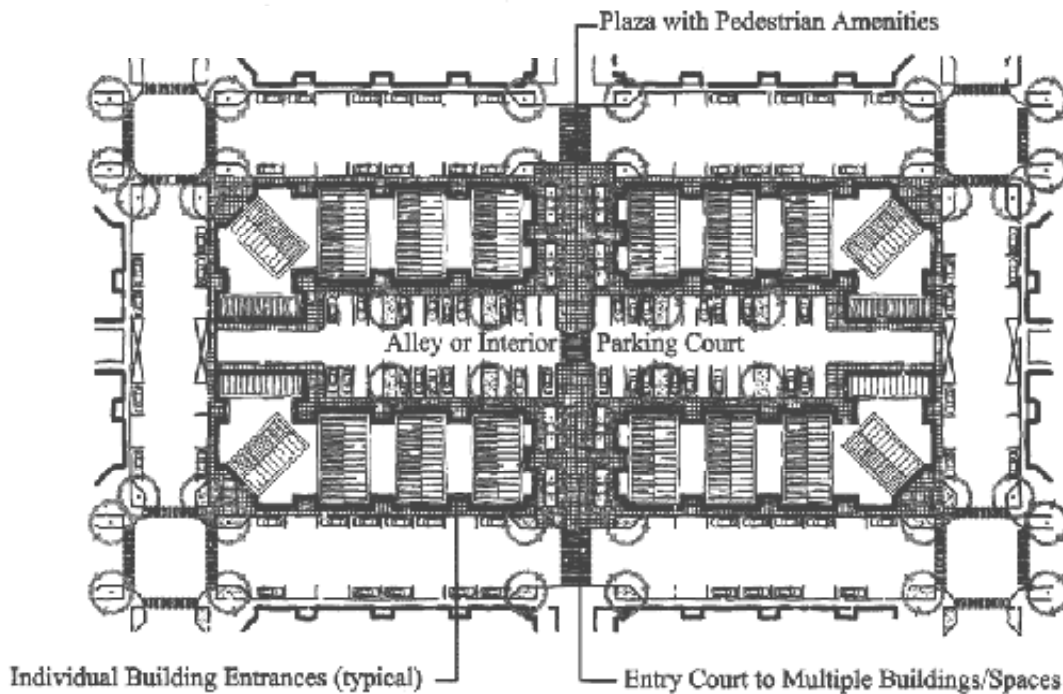 Plaza with Pedestrian Amenities
Alley or Interior Parking Court
Individual Building Entrances (typical)
Entry Court to Multiple Buildings/Spaces